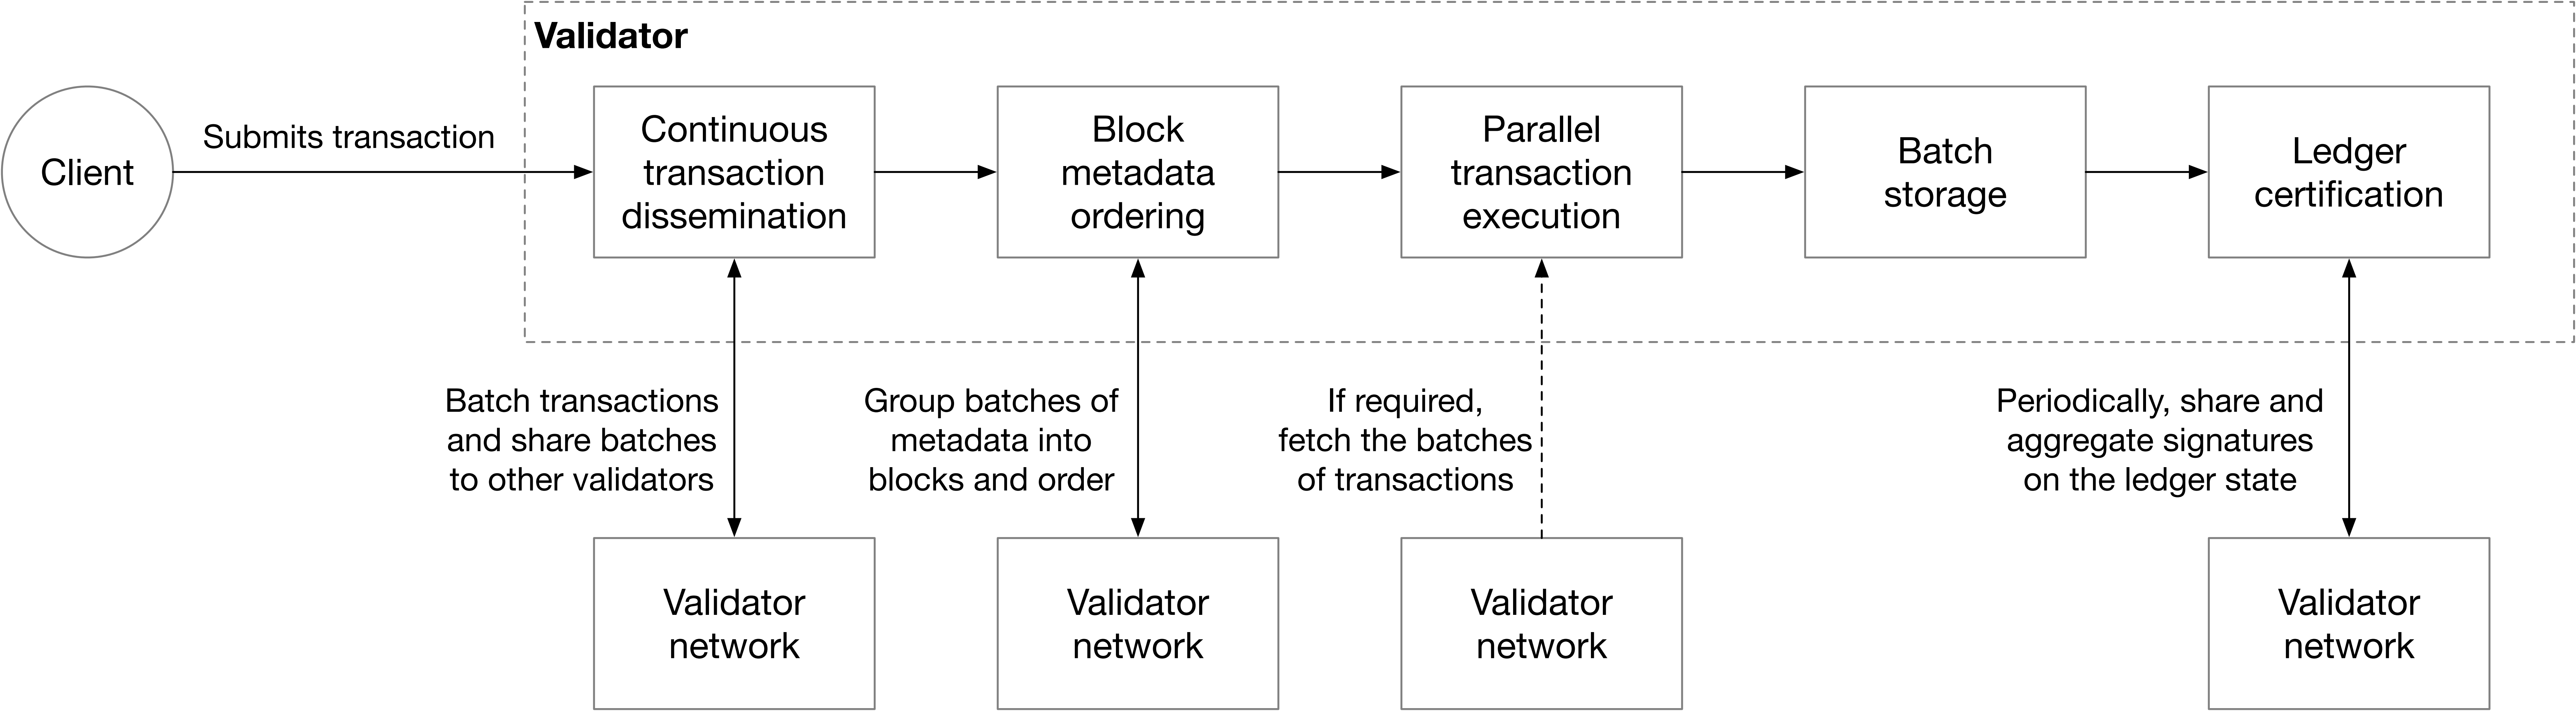 Validator
Client
Submits transaction
Continuous
transaction
dissemination
Block
metadata
ordering
Parallel
transaction
execution
Batch
storage
Ledger
certification
Batch transactions
and share batches
to other validators
Group batches of
metadata into
blocks and order
If required,
fetch the batches
of transactions
Periodically, share and
aggregate signatures
on the ledger state
Validator
network
Validator
network
Validator
network
Validator
network